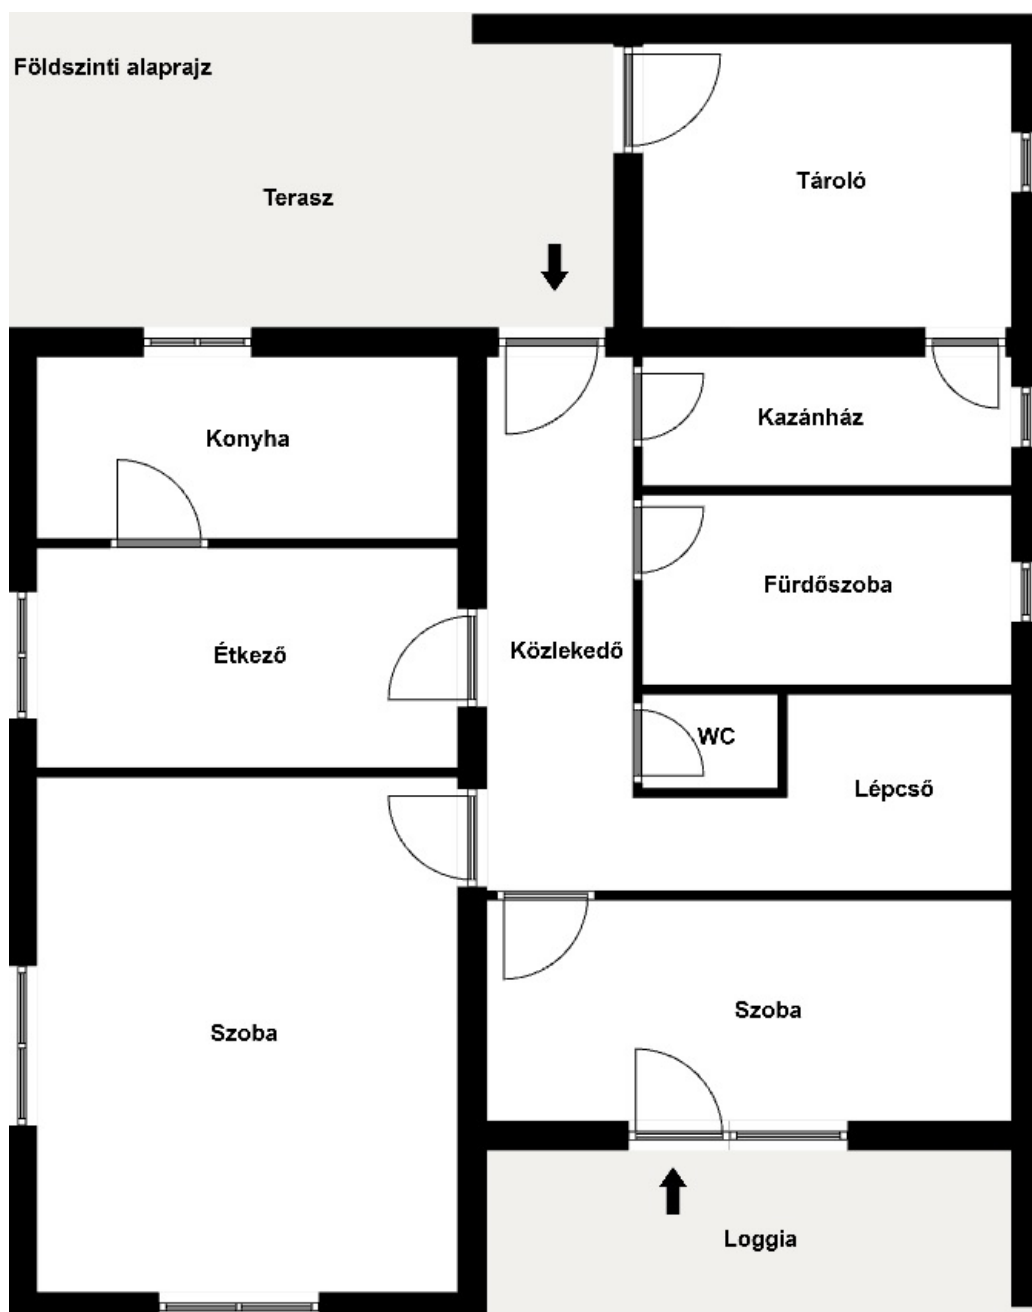 Földszinti alaprajz
Terasz
Tároló
Konyha
Kazánház
Fürdőszoba
Étkező
Közlekedő
WC
Lépcső
Szoba
Szoba
Loggia